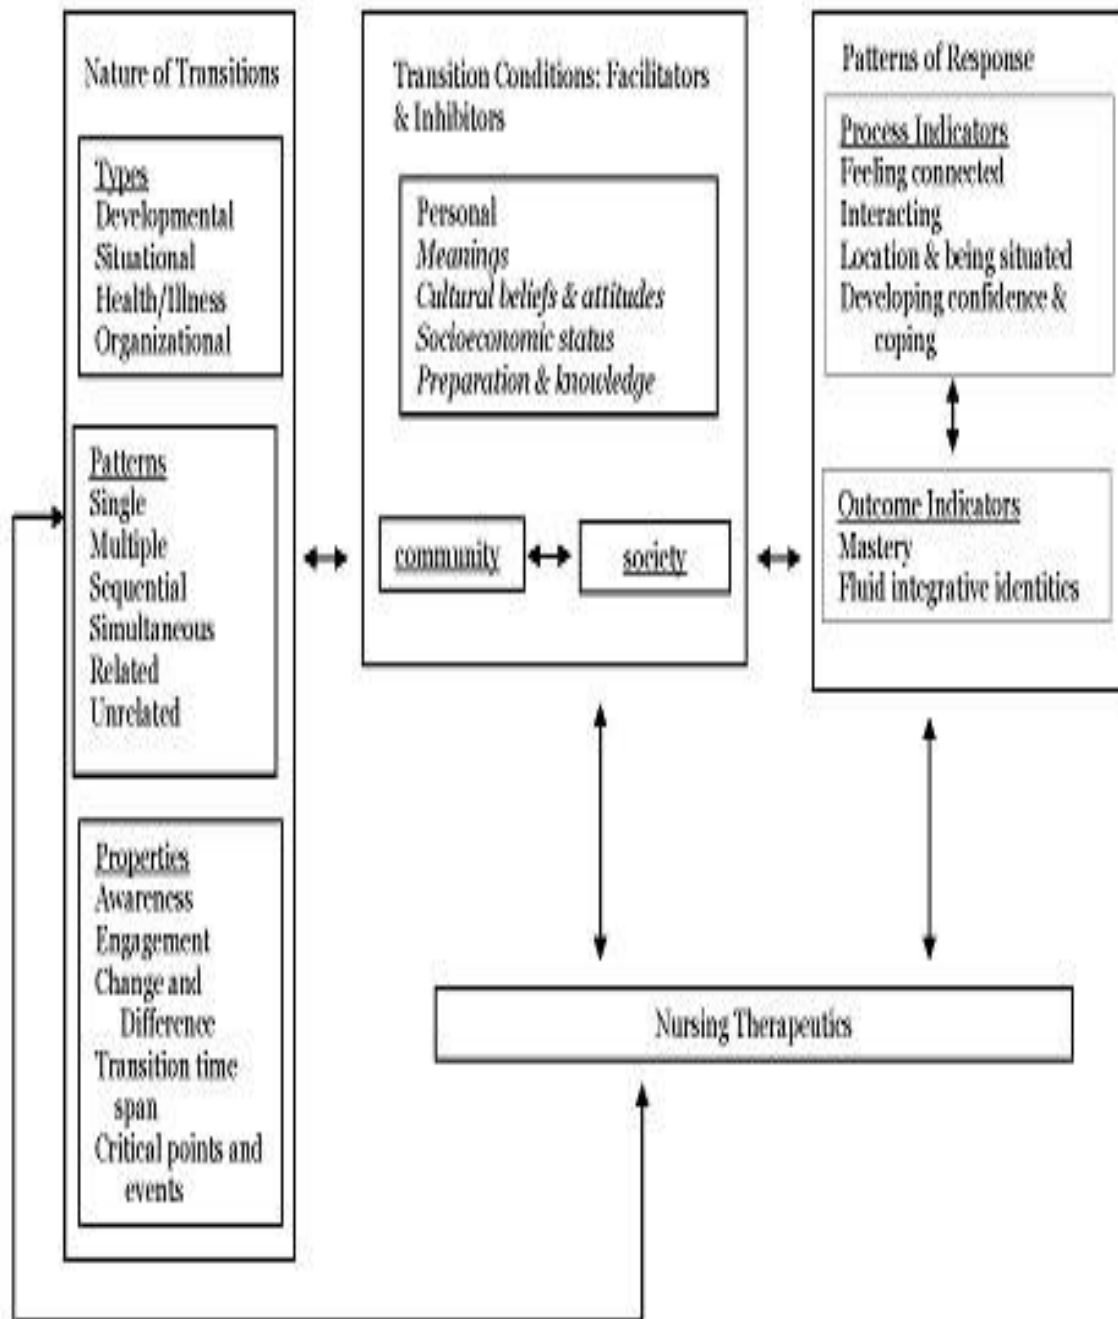 Nature of Transitions
Types
Developmental
Situational
Health/Illness
Organizational
Patterns
Single
Multiple
Sequential
Simultaneous
Related
Unrelated
Properties
Awareness
Engagement
Change and
Difference
Transition time
span
Critical points and
events
Transition Conditions: Facilitators
& Inhibitors
Personal
Meanings
Cultural beliefs & attitudes
Socioeconomic status
Preparation & knowledge
community
society
Patterns of Response
Process Indicators
Feeling connected
Interacting
Location & being situated
Developing confidence &
coping
Outcome Indicators
Mastery
Fluid integrative identities
Nursing Therapeutics